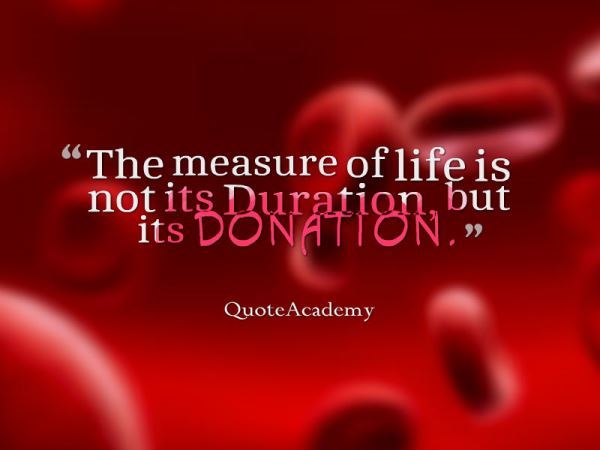 “The measure of life is
not its Duration, but
its DONATION.”
QuoteAcademy